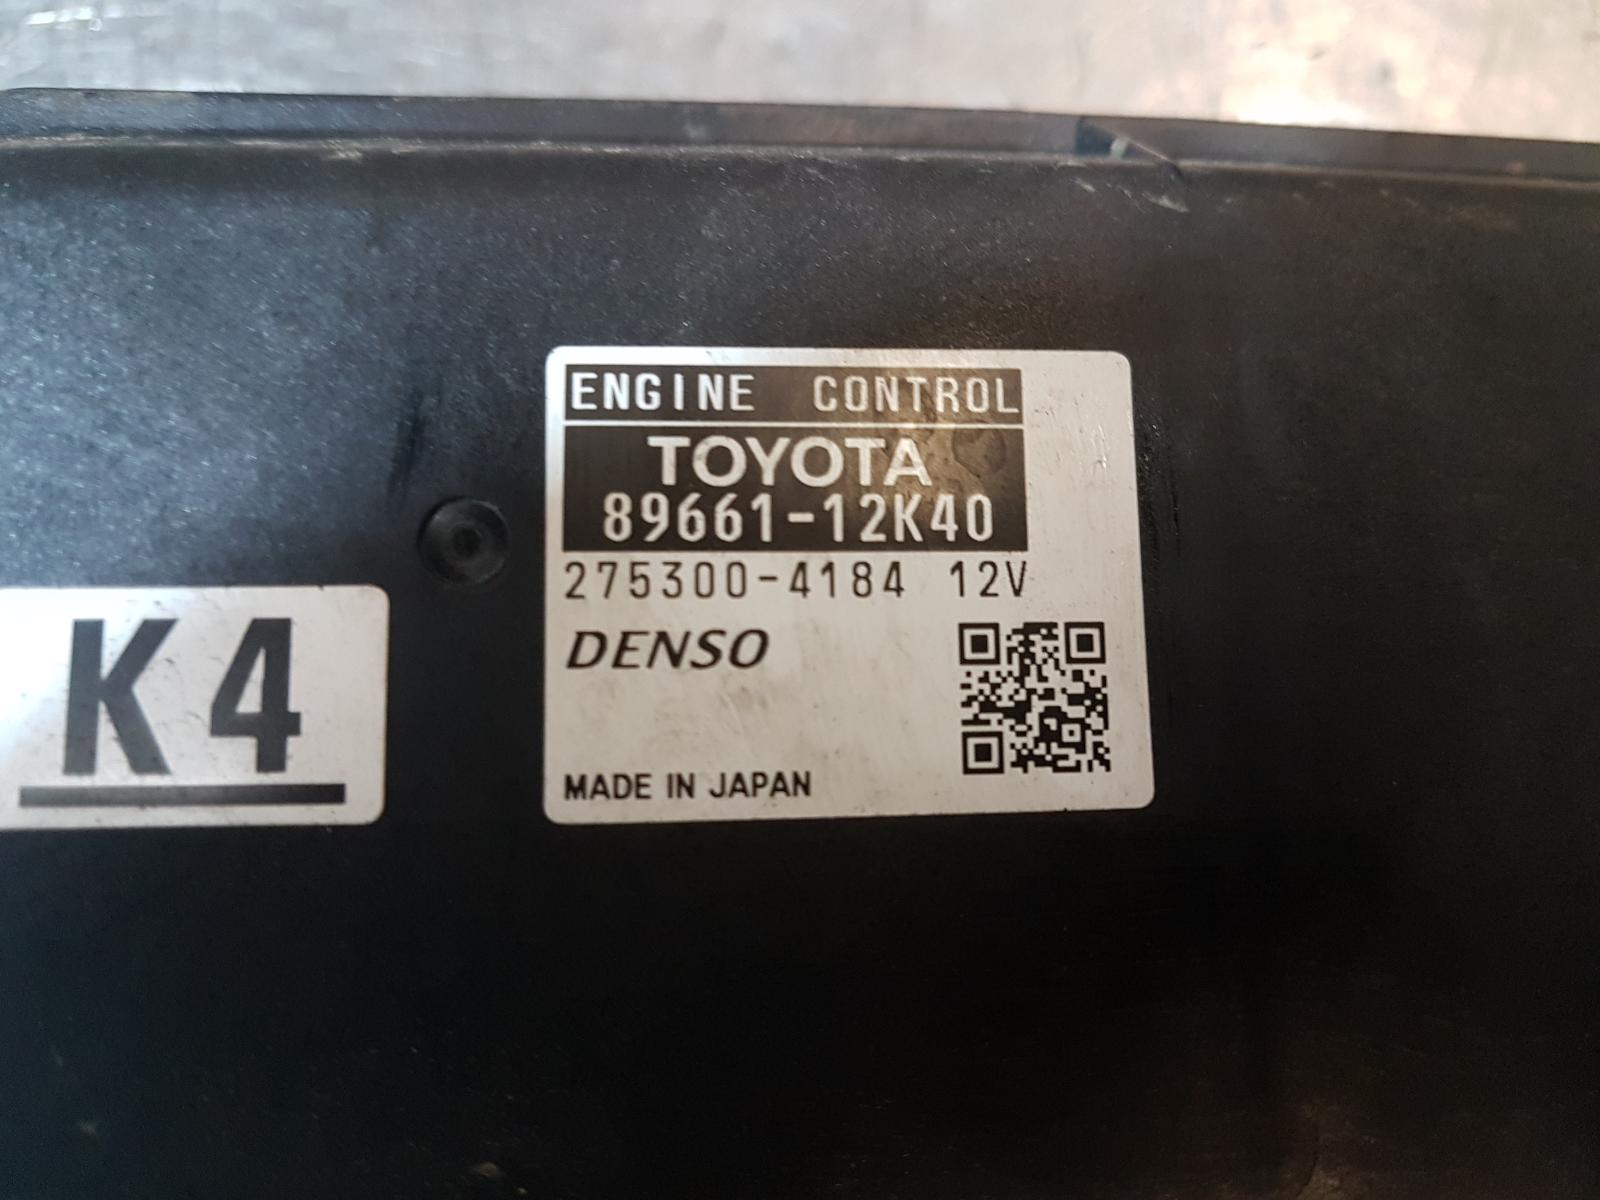 ENGINE CONTROL
TOYOTA
89661-12K40
275300-4184 12V
DENSO
MADE IN JAPAN
K4